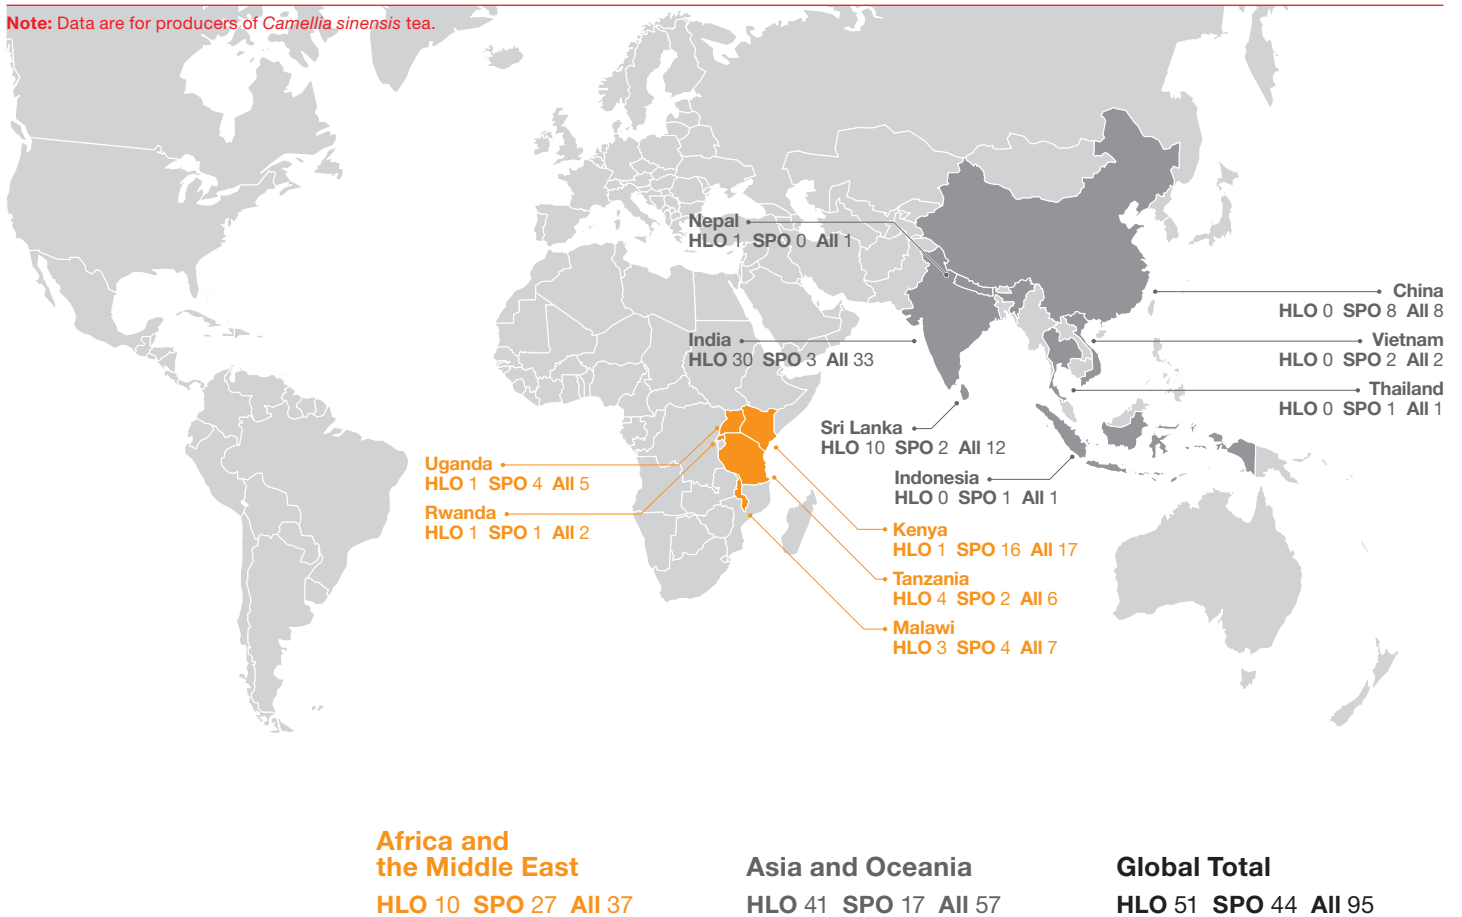 Note: Data are for producers of Camellia sinensis tea.
Nepal
HLO 1 SPO 0 All 1
China
HLO 0 SPO 8 All 8
India
HLO 30 SPO 3 All 33
Vietnam
HLO 0 SPO 2 All 2
Thailand
HLO 0 SPO 1 All 1
Sri Lanka
HLO 10 SPO 2 All 12
Uganda
HLO 1 SPO 4 All 5
Indonesia
HLO 0 SPO 1 All 1
Rwanda
HLO 1 SPO 1 All 2
Kenya
HLO 1 SPO 16 All 17
Tanzania
HLO 4 SPO 2 All 6
Malawi
HLO 3 SPO 4 All 7
Africa and
the Middle East
HLO 10 SPO 27 All 37
Asia and Oceania
HLO 41 SPO 17 All 57
Global Total
HLO 51 SPO 44 All 95